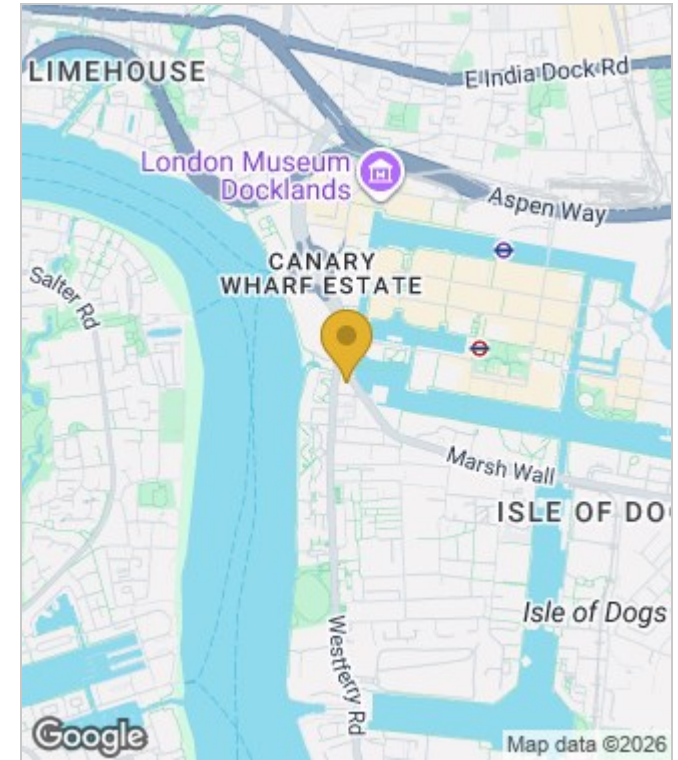 LIMEHOUSE
E India Dock Rd
London Museum
Docklands
Aspen Way
CANARY
WHARF ESTATE
Salter Rd
Marsh Wall
ISLE OF DO
Isle of Dogs
Westferry Rd
Google
Map data ©2026